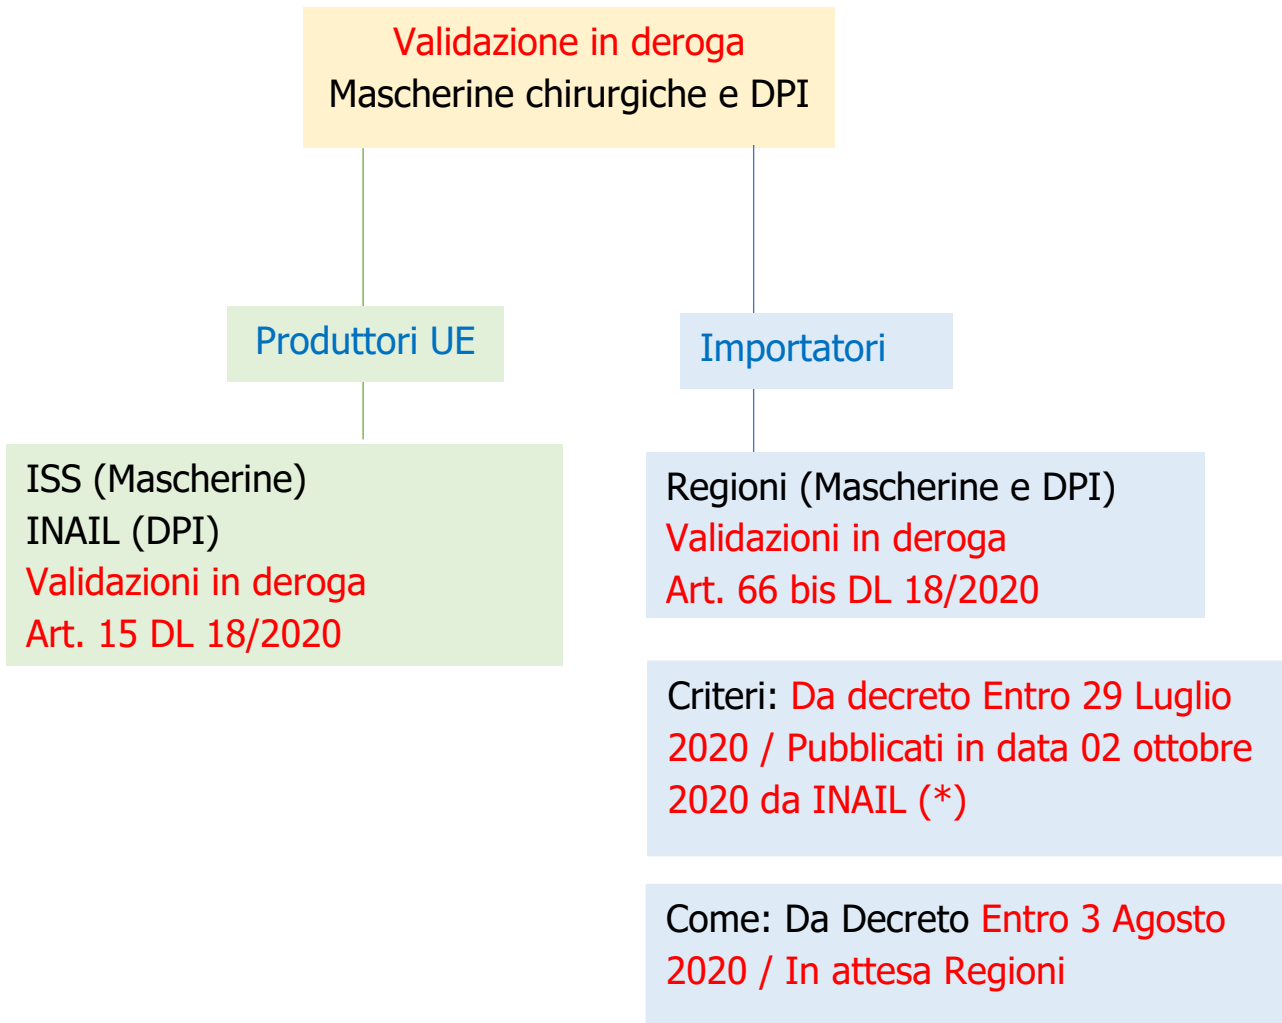 Validazione in deroga
Mascherine chirurgiche e DPI
Produttori UE
Importatori
ISS (Mascherine)
INAIL (DPI)
Validazioni in deroga
Art. 15 DL 18/2020
Regioni (Mascherine e DPI)
Validazioni in deroga
Art. 66 bis DL 18/2020
Criteri: Da decreto Entro 29 Luglio
2020 / Pubblicati in data 02 ottobre
2020 da INAIL (*)
Come: Da Decreto Entro 3 Agosto
2020 / In attesa Regioni